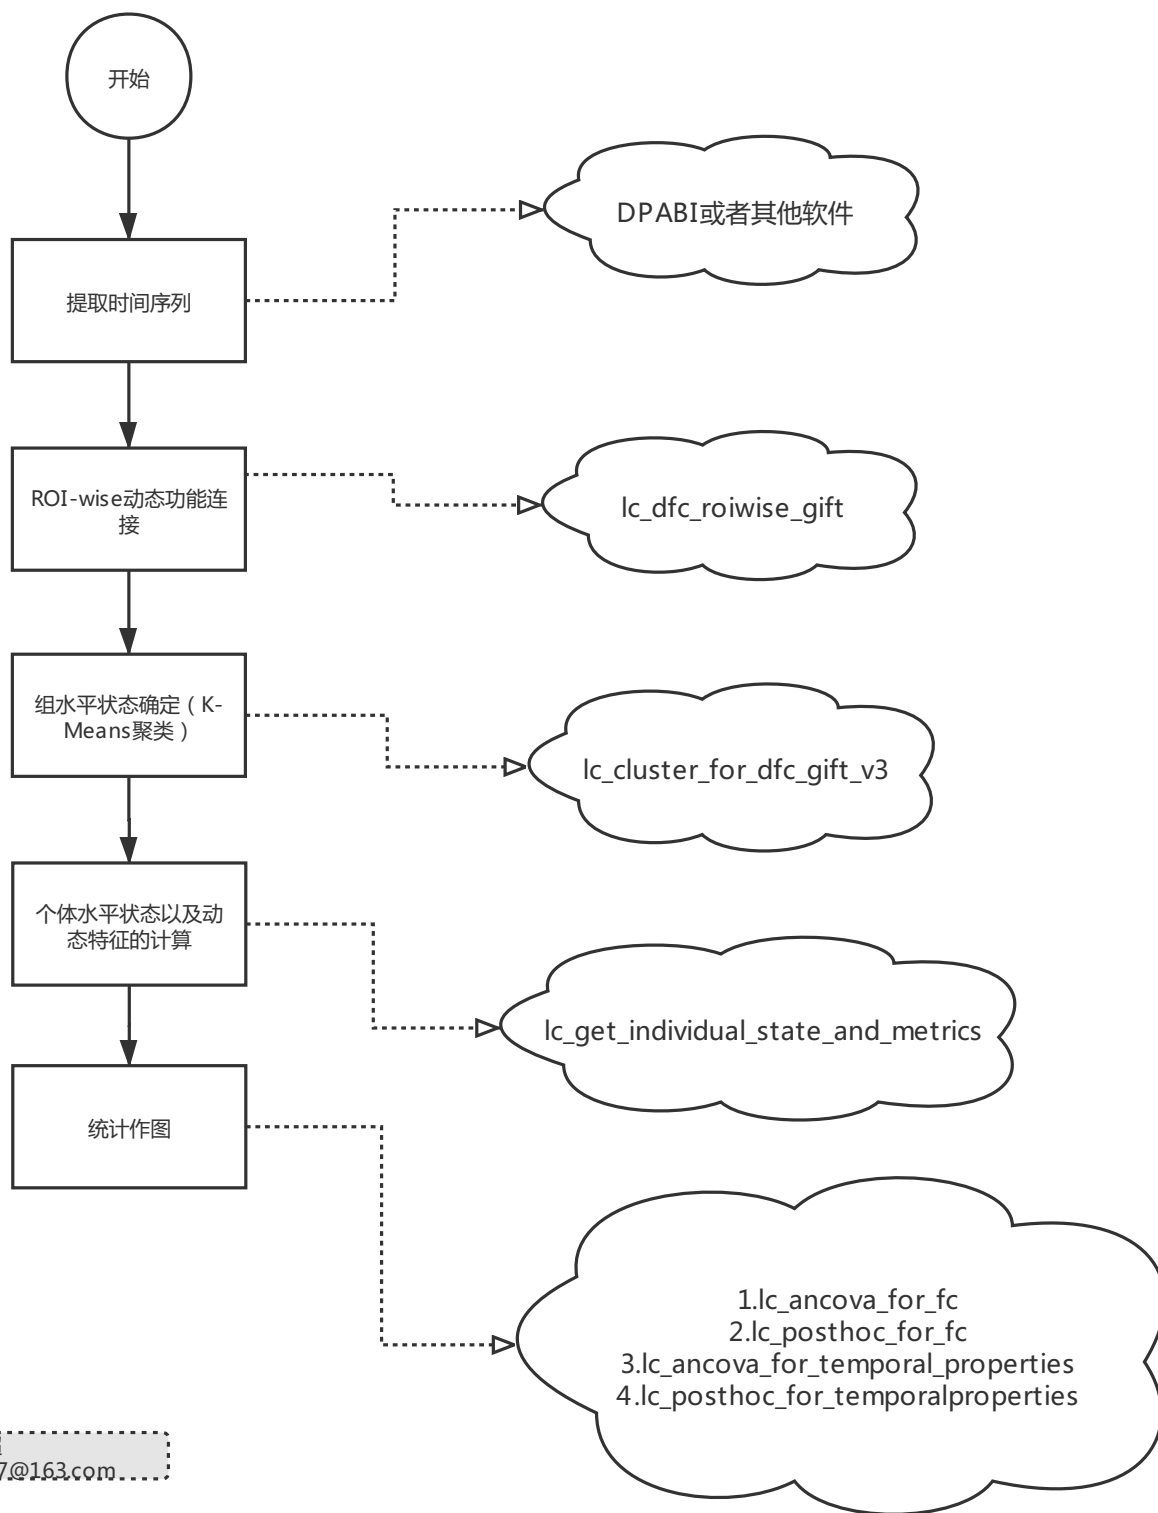 开始
DPABI或者其他软件
提取时间序列
ROI-wise动态功能连
接
lc_dfc_roiwise_gift
组水平状态确定（K-
Means聚类）
lc_cluster_for_dfc_gift_v3
个体水平状态以及动
态特征的计算
lc_get_individual_state_and_metrics
统计作图
1.lc_ancova_for_fc
2.lc_posthoc_for_fc
3.lc_ancova_for_temporal_properties
4.lc_posthoc_for_temporalproperties
7@163.com